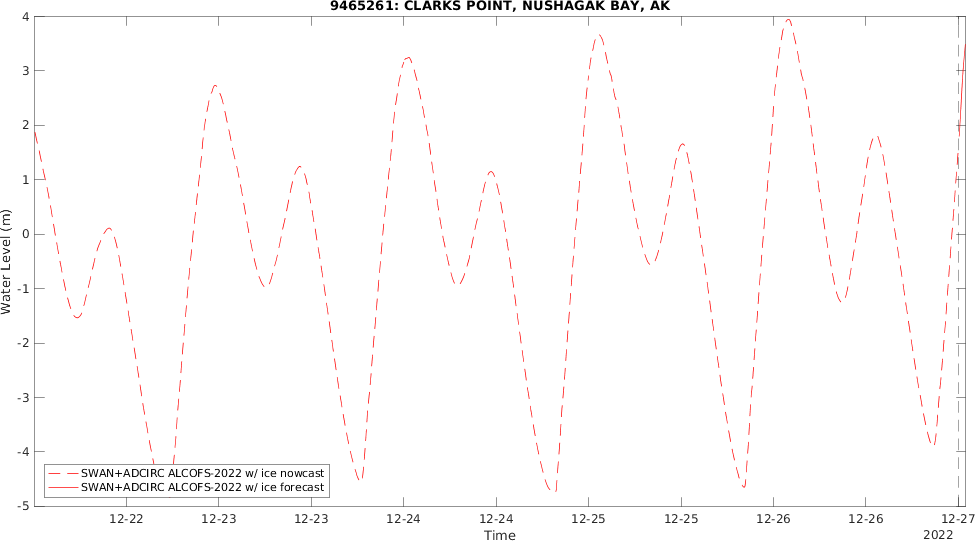 9465261: CLARKS POINT, NUSHAGAK BAY, AK
4
3
2
1
0
-1
-2
-3
-4
-5
Water Level (m)
SWAN+ADCIRC ALCOFS-2022 w/ ice nowcast
SWAN+ADCIRC ALCOFS-2022 w/ ice forecast
12-22 12-23 12-23 12-24 12-24 12-25 12-25 12-26 12-26 12-27
Time
2022